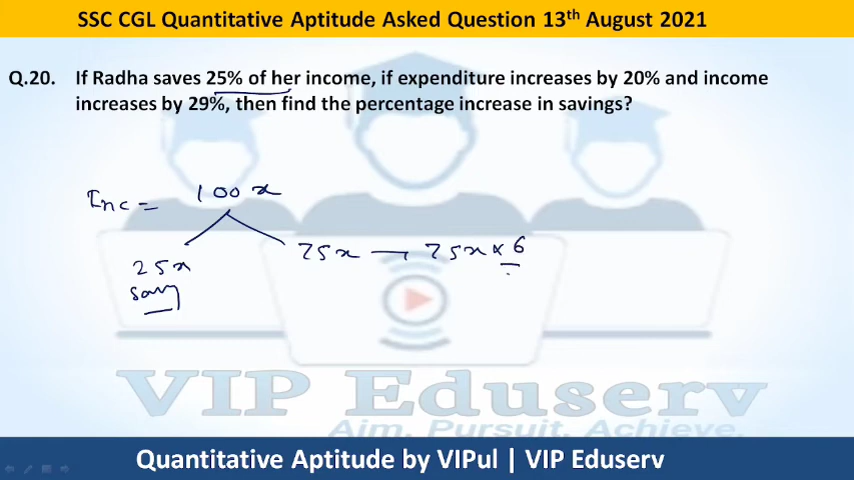 SSC CGL Quantitative Aptitude Asked Question 13th August 2021
Q.20. If Radha saves 25% of her income, if expenditure increases by 20% and income
increases by 29%, then find the percentage increase in savings?
Inc = 100x
75x — 75x × 6
25x
Savg
VIP Eduserv
Aim. Pursuit. Achieve.
Quantitative Aptitude by VIPul | VIP Eduserv